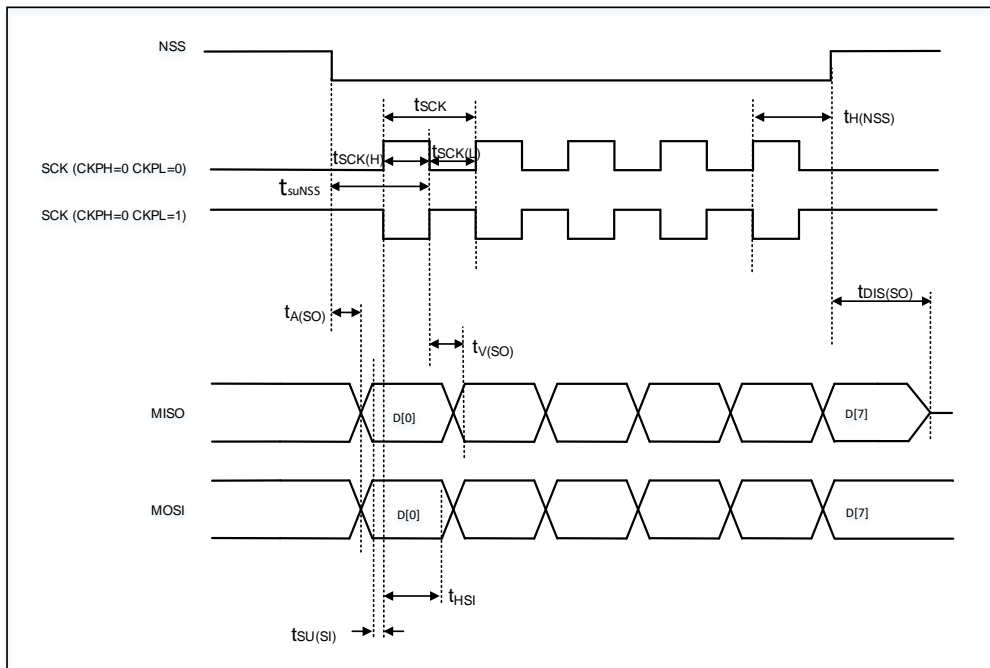 NSS
tSCK
tH(NSS)
tSCK(H)
tSCK(L)
SCK (CKPH=0 CKPL=0)
tsuNSS
SCK (CKPH=0 CKPL=1)
tDIS(SO)
tA(SO)
tV(SO)
MISO
D[0]
D[7]
MOSI
D[0]
D[7]
tHSI
tSU(SI)